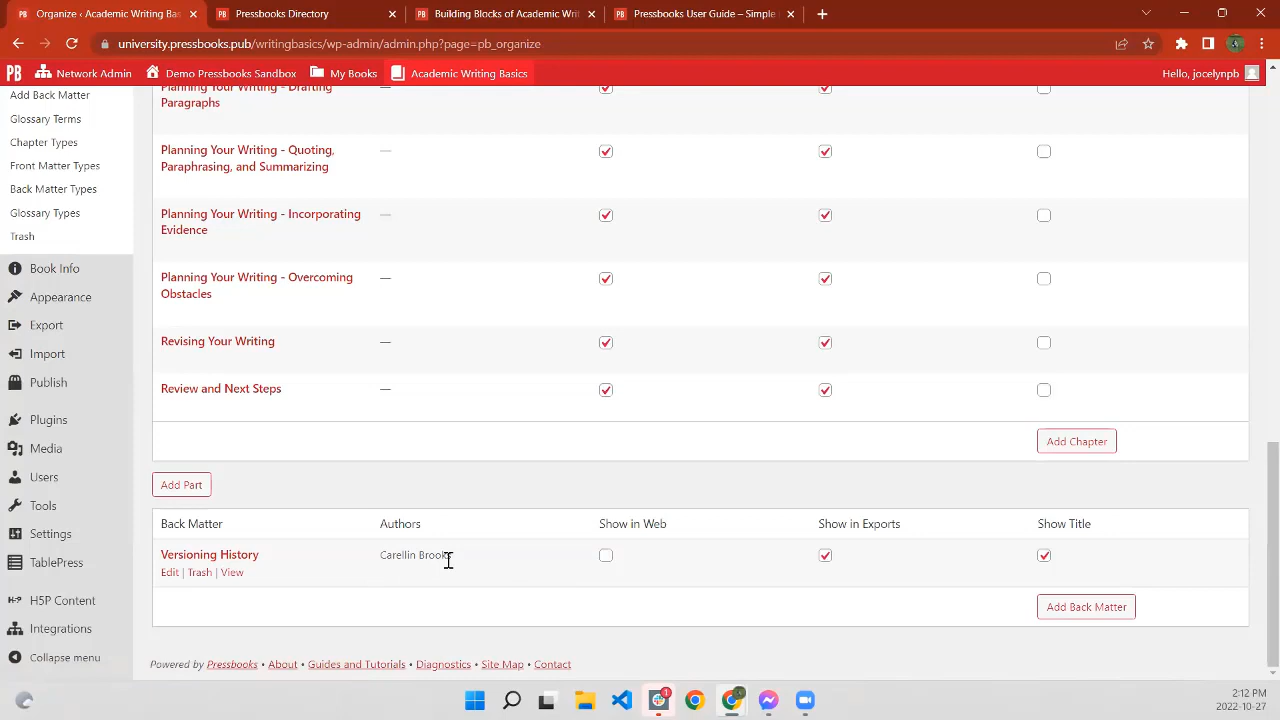 Organize ‹ Academic Writing Bas
Pressbooks Directory
Building Blocks of Academic Wri
Pressbooks User Guide – Simple
university.pressbooks.pub/writingbasics/wp-admin/admin.php?page=pb_organize
PB Network Admin Demo Pressbooks Sandbox My Books Academic Writing Basics Hello, jocelynpb
Add Back Matter
Glossary Terms
Chapter Types
Front Matter Types
Back Matter Types
Glossary Types
Trash
Book Info
Appearance
Export
Import
Publish
Plugins
Media
Users
Tools
Settings
TablePress
H5P Content
Integrations
Collapse menu
Planning Your Writing - Drafting
Paragraphs
Planning Your Writing - Quoting,
Paraphrasing, and Summarizing
—
Planning Your Writing - Incorporating
Evidence
—
Planning Your Writing - Overcoming
Obstacles
—
Revising Your Writing —
Review and Next Steps —
Add Chapter
Add Part
Back Matter Authors Show in Web Show in Exports Show Title
Versioning History Carellin Brooks
Edit | Trash | View
Add Back Matter
Powered by Pressbooks • About • Guides and Tutorials • Diagnostics • Site Map • Contact
2:12 PM
2022-10-27